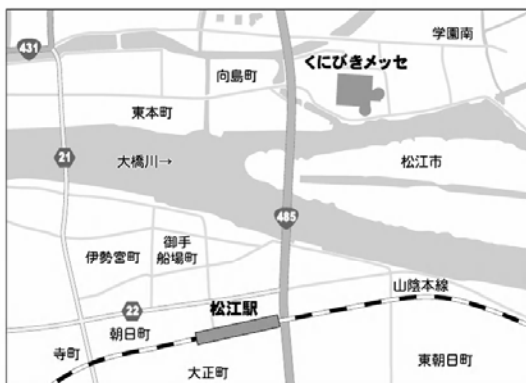 431
学園南
くにびきメッセ
向島町
東本町
21
大橋川→
松江市
485
御手
船場町
伊勢宮町
山陰本線
22
松江駅
朝日町
寺町
大正町
東朝日町